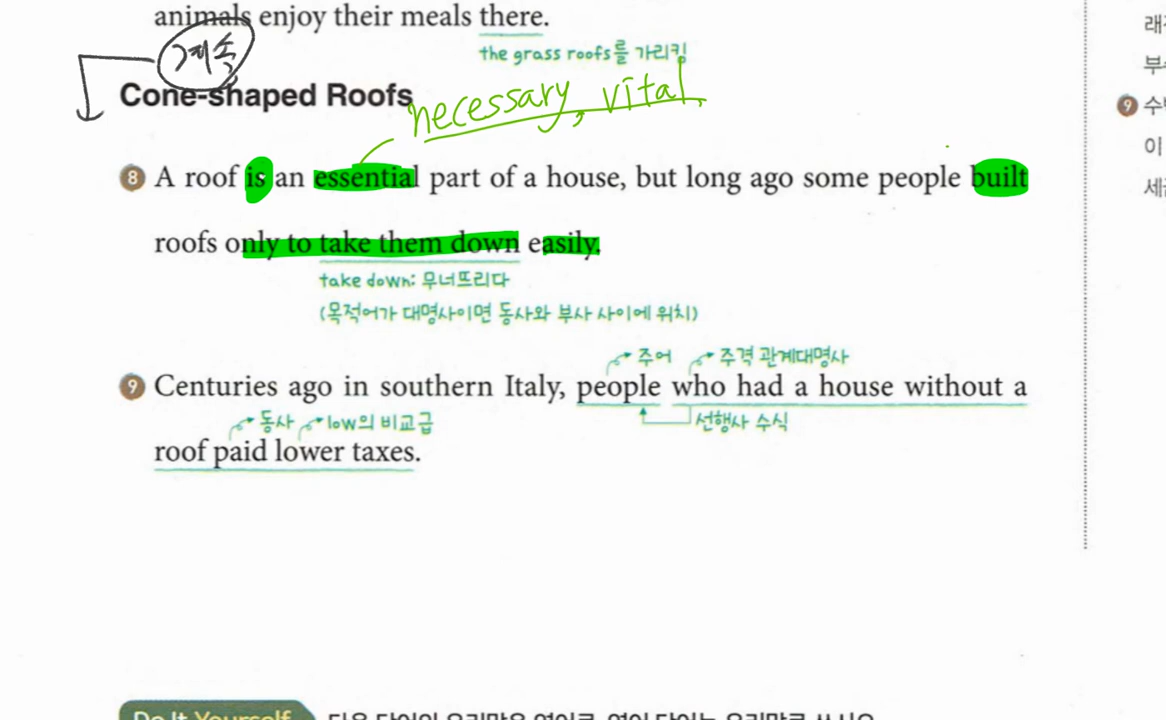 animals enjoy their meals there.
the grass roofs를 가리킴
계속
Cone-shaped Roofs
necessary, vital
8 A roof is an essential part of a house, but long ago some people built
roofs only to take them down easily.
take down: 무너뜨리다
(목적어가 대명사이면 동사와 부사 사이에 위치)
주어 주격 관계대명사
9 Centuries ago in southern Italy, people who had a house without a
동사 low의 비교급 선행사 수식
roof paid lower taxes.
9
이
Do It Yourself